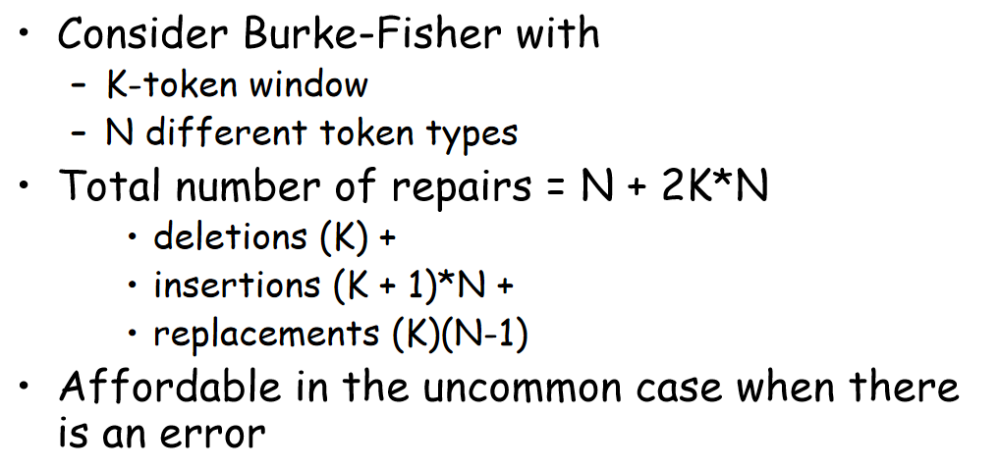 • Consider Burke-Fisher with
– K-token window
– N different token types
• Total number of repairs = N + 2K*N
• deletions (K) +
• insertions (K + 1)*N +
• replacements (K)(N-1)
• Affordable in the uncommon case when there
is an error